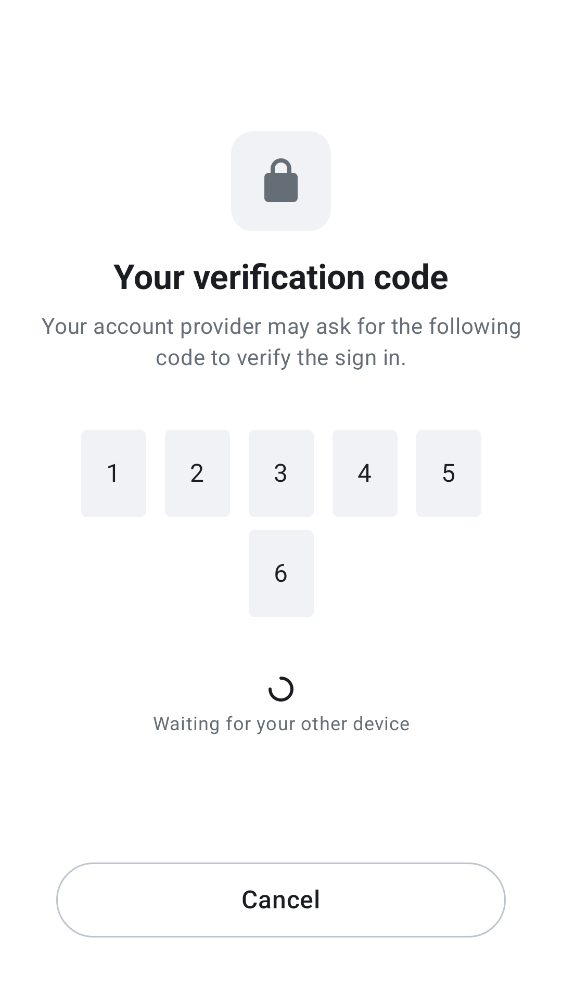 Your verification code
Your account provider may ask for the following
code to verify the sign in.
1 2 3 4 5
6
Waiting for your other device
Cancel